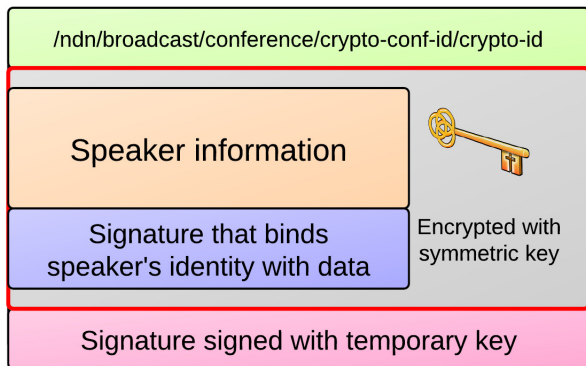 /ndn/broadcast/conference/crypto-conf-id/crypto-id
Speaker information
Signature that binds
speaker's identity with data
Encrypted with
symmetric key
Signature signed with temporary key